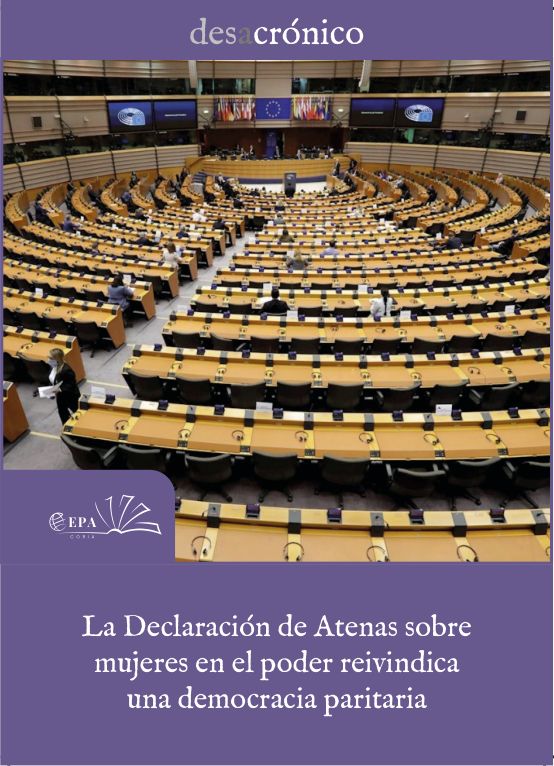 desacrónico
EPA
CORIA
La Declaración de Atenas sobre
mujeres en el poder reivindica
una democracia paritaria